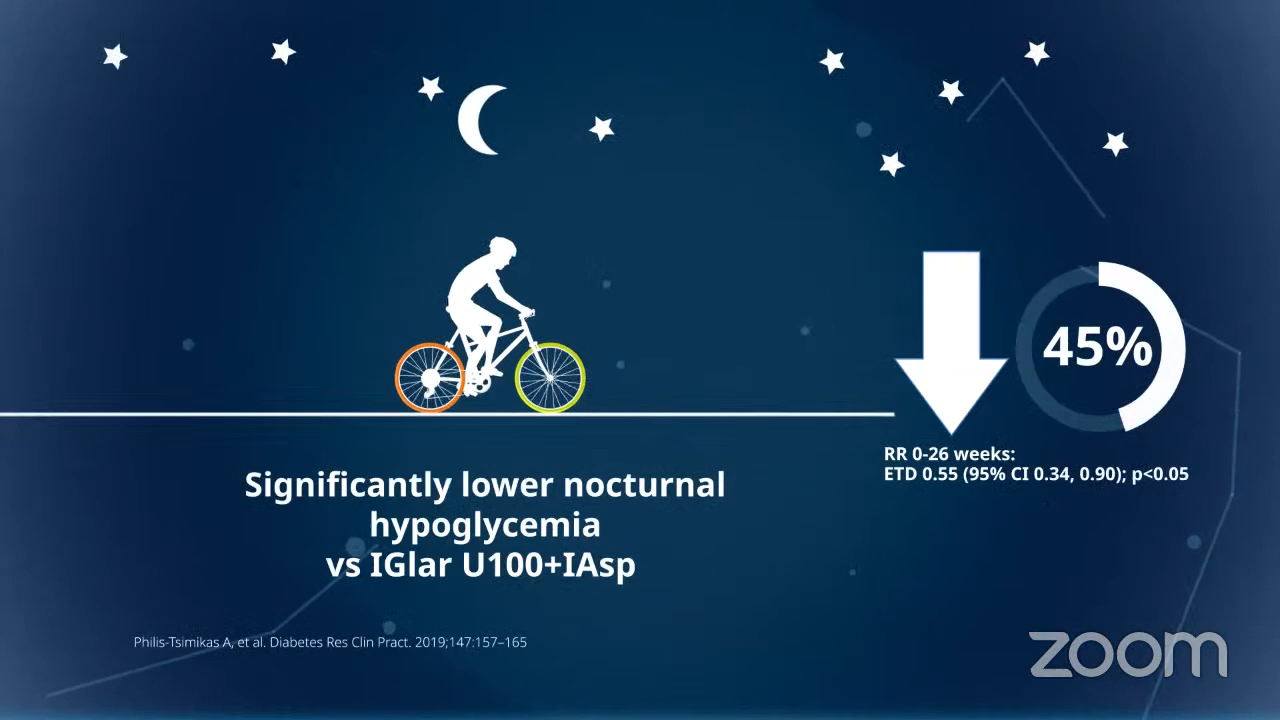 45%
RR 0-26 weeks:
ETD 0.55 (95% CI 0.34, 0.90); p<0.05
Significantly lower nocturnal
hypoglycemia
vs IGlar U100+IAsp
Philis-Tsimikas A, et al. Diabetes Res Clin Pract. 2019;147:157–165
zoom